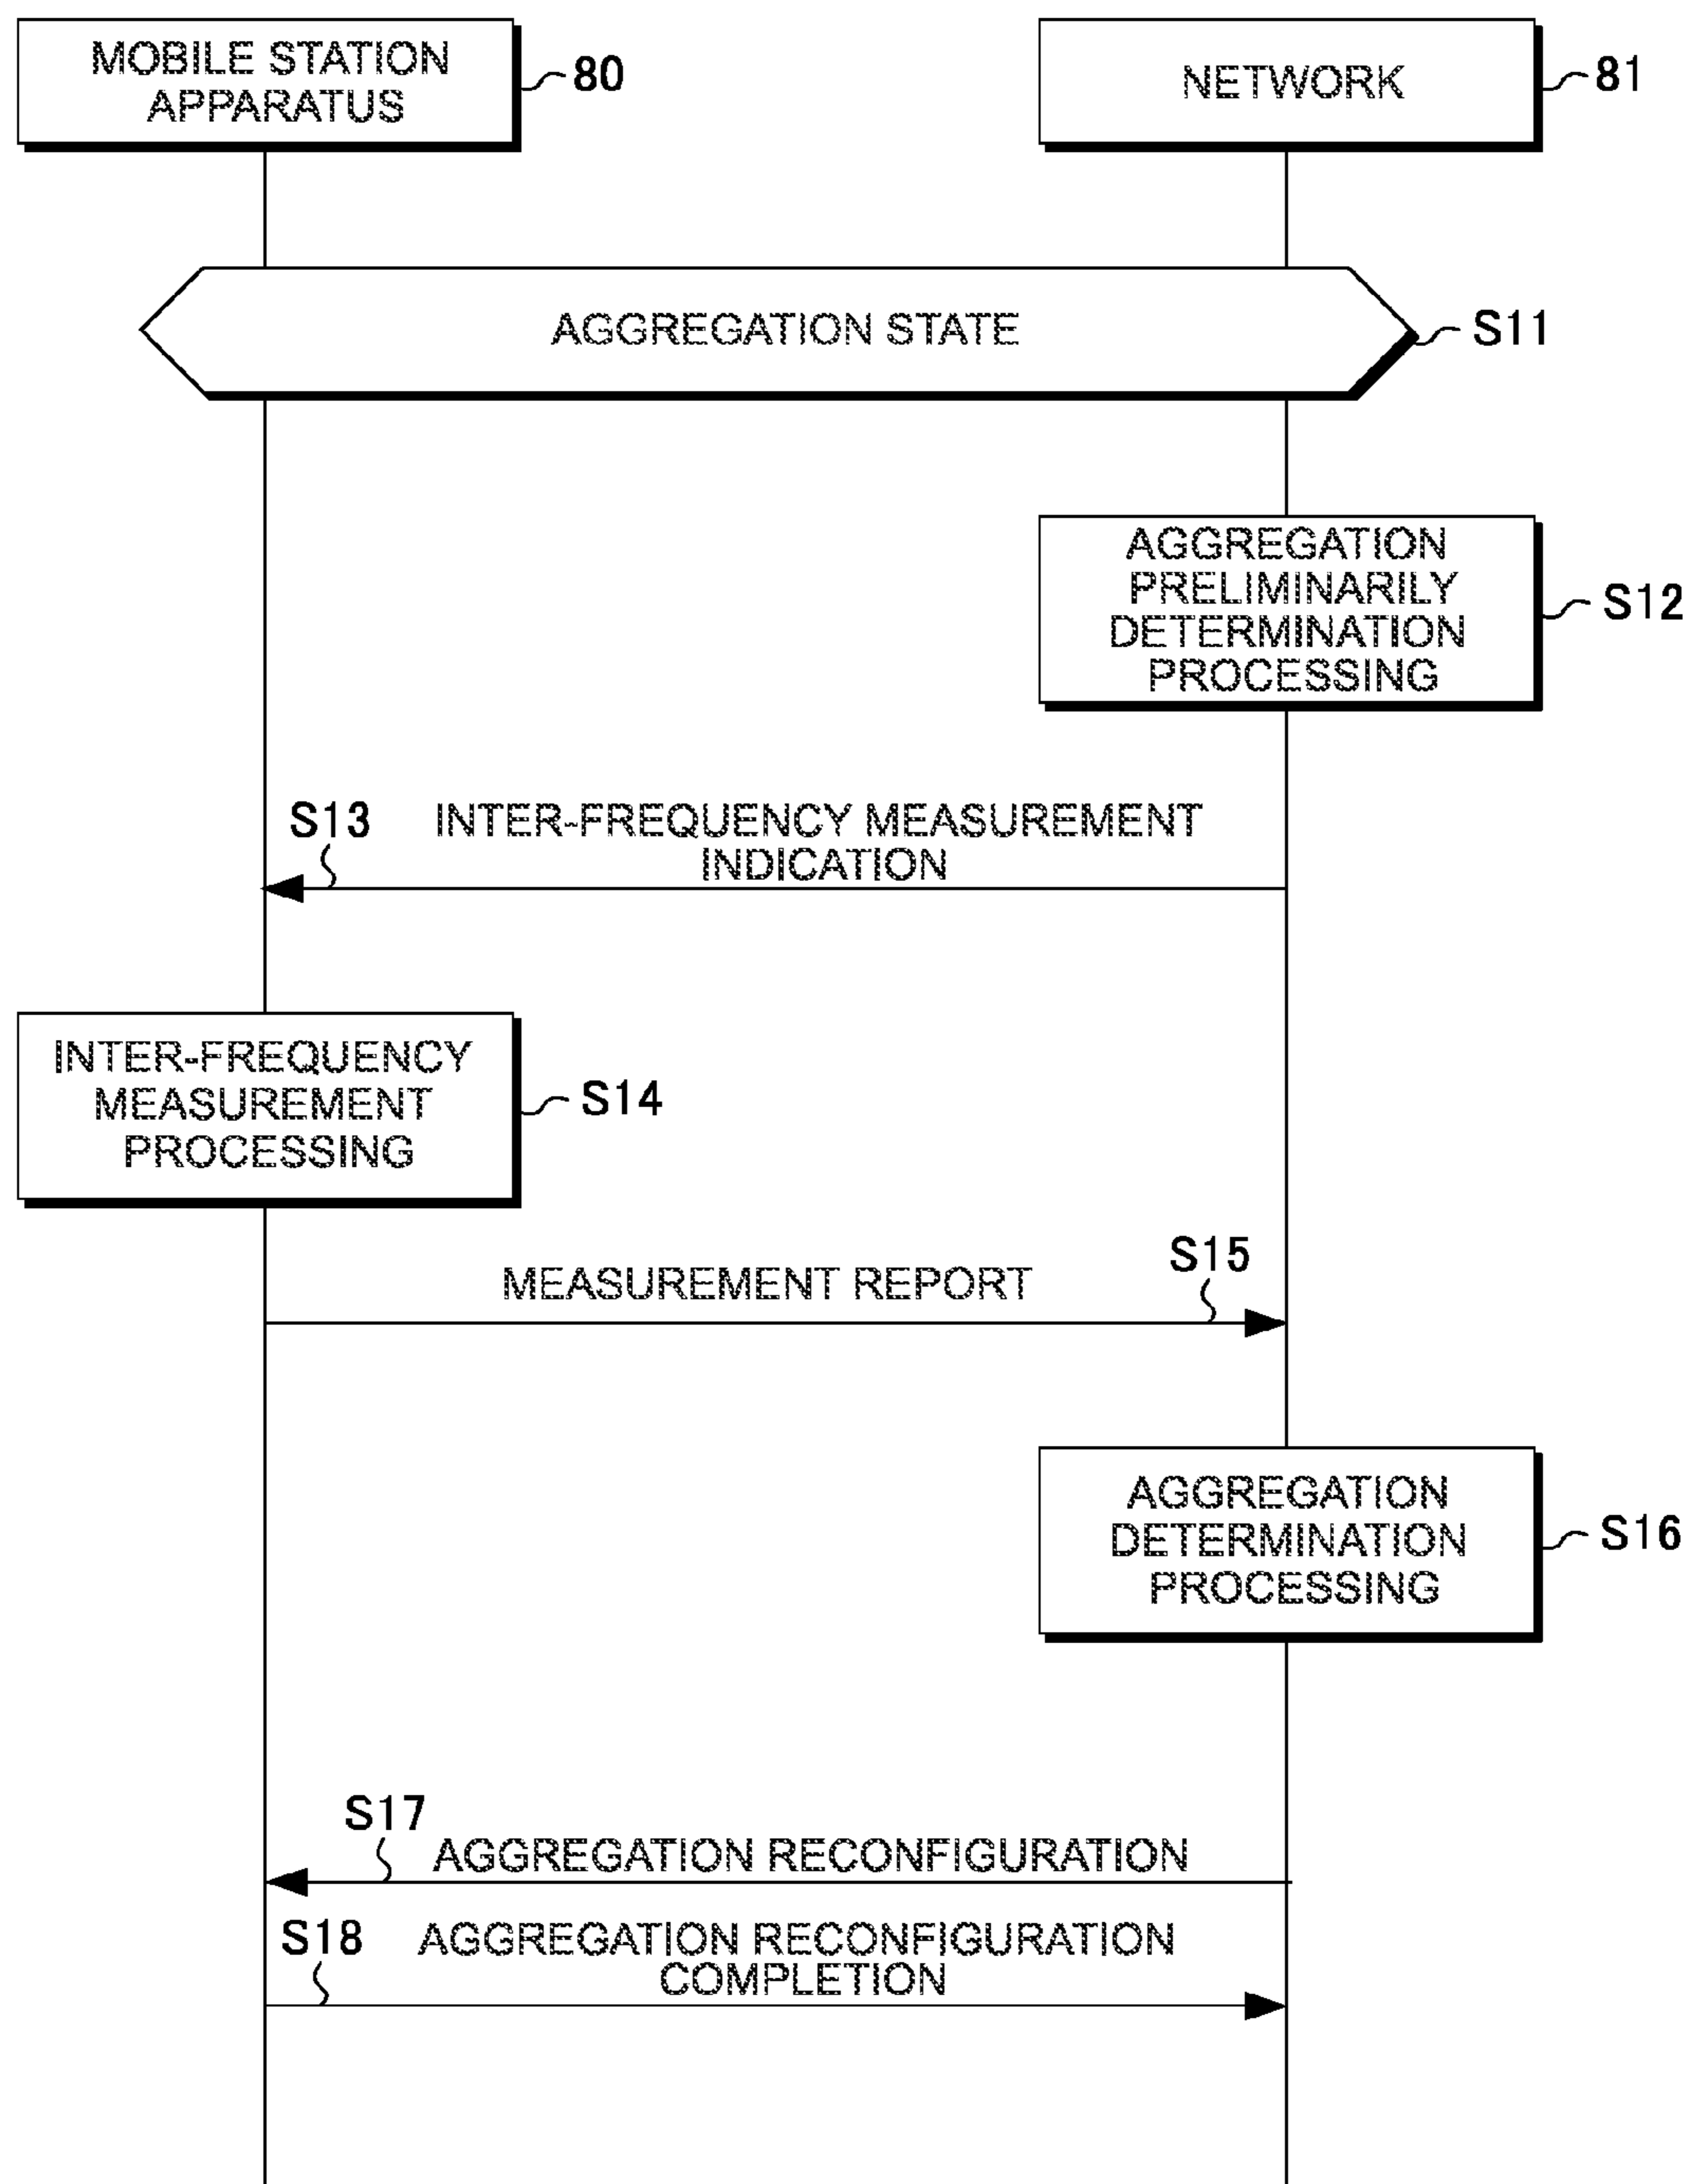 MOBILE STATION
APPARATUS
80
NETWORK
81
AGGREGATION STATE
S11
AGGREGATION
PRELIMINARILY
DETERMINATION
PROCESSING
S12
S13
INTER-FREQUENCY MEASUREMENT
INDICATION
INTER-FREQUENCY
MEASUREMENT
PROCESSING
S14
S15
MEASUREMENT REPORT
AGGREGATION
DETERMINATION
PROCESSING
S16
S17
AGGREGATION RECONFIGURATION
S18
AGGREGATION RECONFIGURATION
COMPLETION